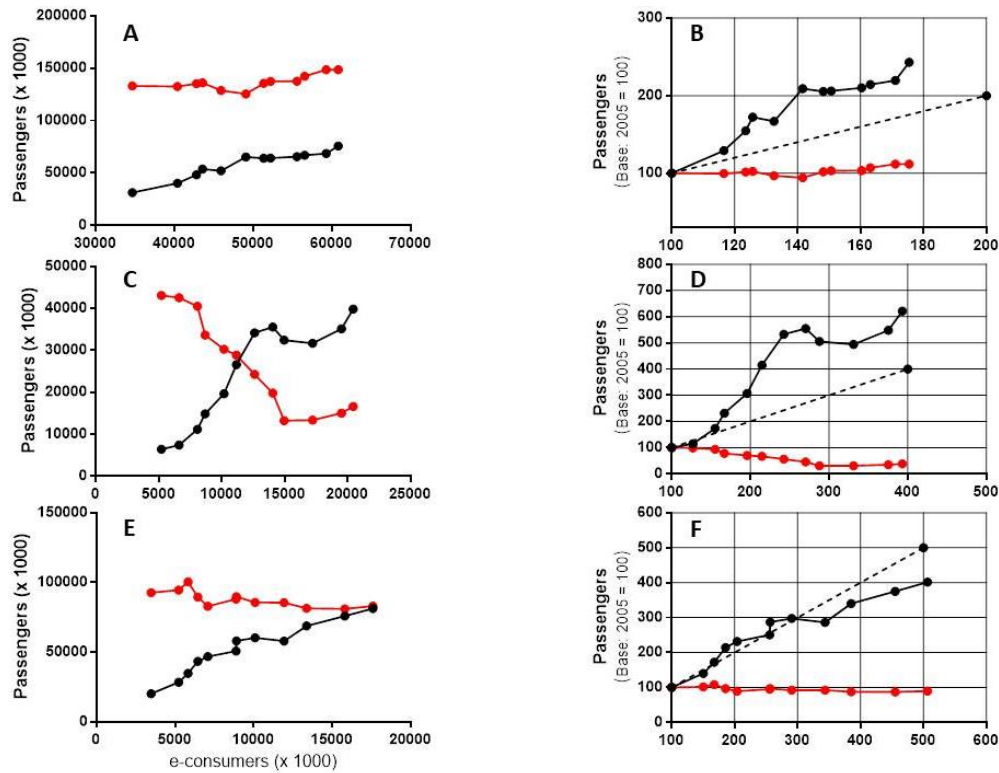 A
Passengers (x 1000)
200000
150000
100000
50000
0
30000 40000 50000 60000 70000
B
Passengers
(Base: 2005 = 100)
300
200
100
100 120 140 160 180 200
C
Passengers (x 1000)
50000
40000
30000
20000
10000
0
0 5000 10000 15000 20000 25000
D
Passengers
(Base: 2005 = 100)
800
700
600
500
400
300
200
100
0
100 200 300 400 500
E
Passengers (x 1000)
150000
100000
50000
0
0 5000 10000 15000 20000
e-consumers (x 1000)
F
Passengers
(Base: 2005 = 100)
600
500
400
300
200
100
0
100 200 300 400 500 600